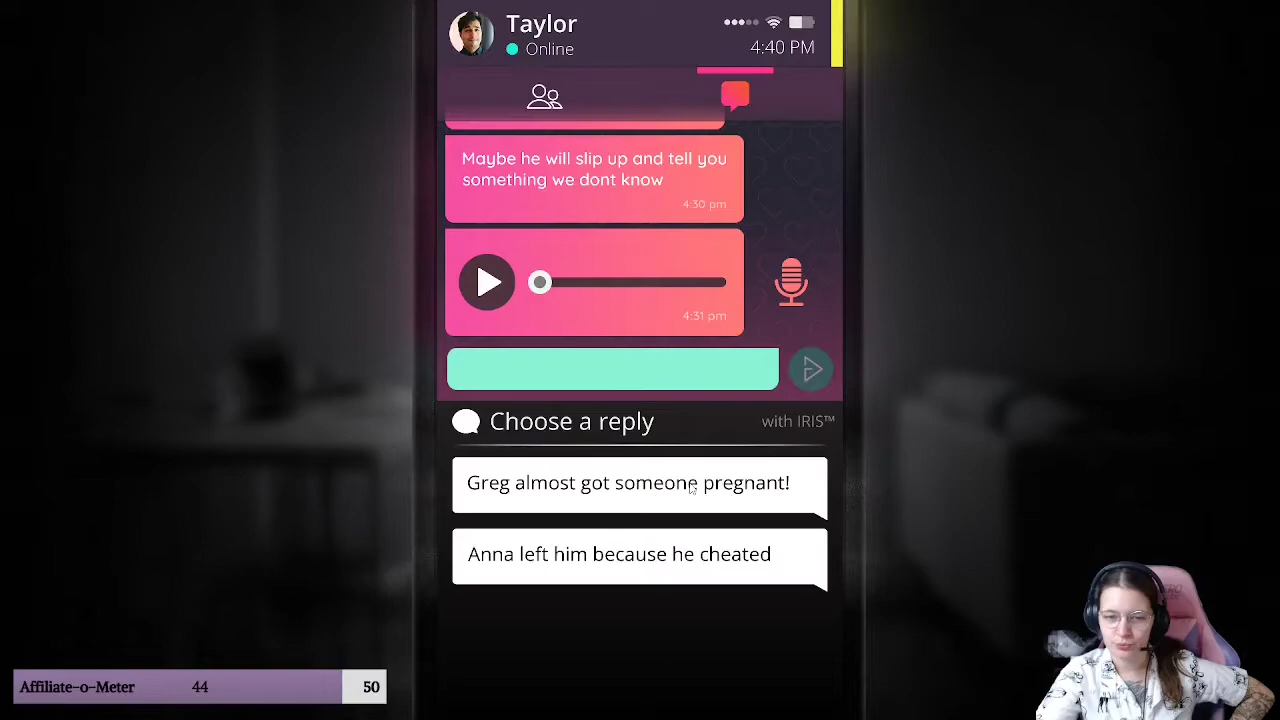 Taylor
Online
4:40 PM
Maybe he will slip up and tell you
something we dont know
4:30 pm
4:31 pm
Choose a reply
with IRIS™
Greg almost got someone pregnant!
Anna left him because he cheated
Affiliate-o-Meter 44 50